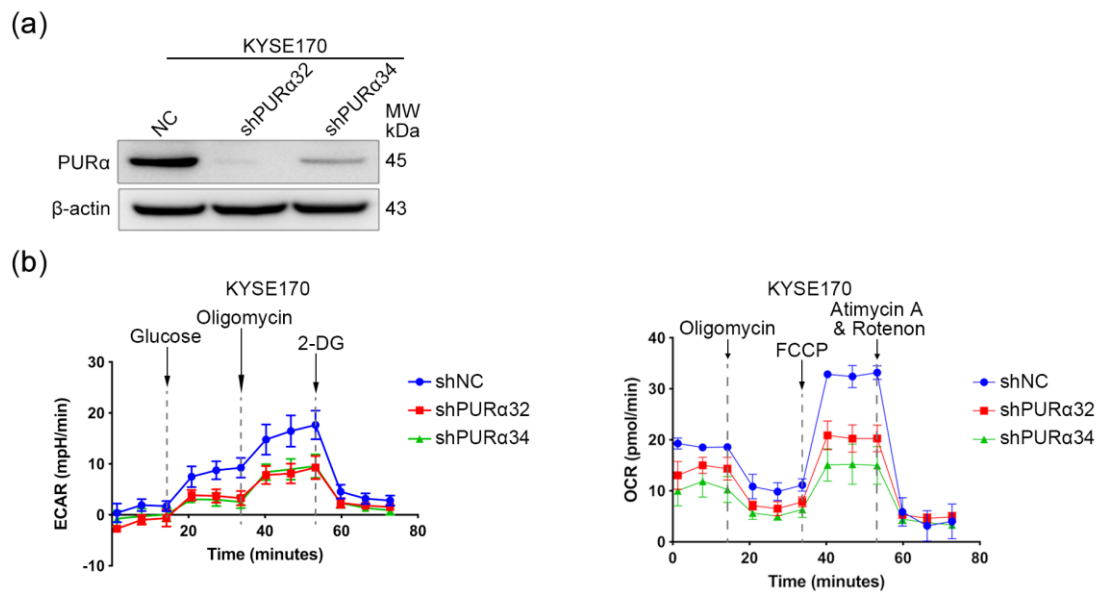 (a)
KYSE170
NC
shPURα32
shPURα34
MW
kDa
PURα
45
β-actin
43
(b)
KYSE170
Glucose
Oligomycin
2-DG
30
20
10
0
-10
20
40
60
80
ECAR (mpH/min)
Time (minutes)
shNC
shPURα32
shPURα34
KYSE170
Oligomycin
FCCP
Atimycin A
& Rotenon
40
30
20
10
0
0
20
40
60
80
OCR (pmol/min)
Time (minutes)
shNC
shPURα32
shPURα34